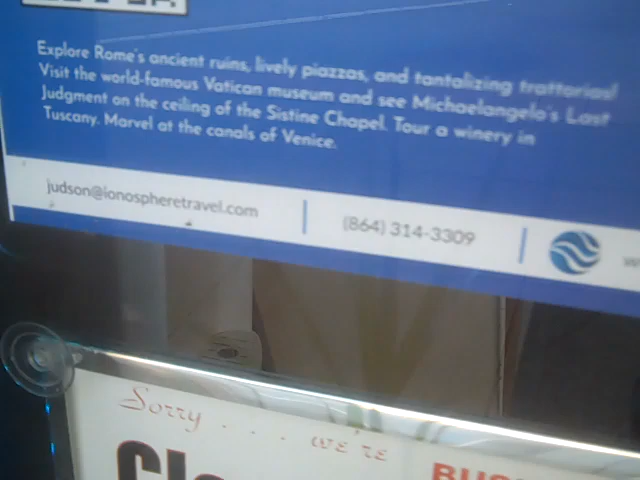 Explore Rome's ancient ruins, lively piazzas, and tantalizing trattorias!
Visit the world-famous Vatican museum and see Michaelangelo's Last
Judgment on the ceiling of the Sistine Chapel. Tour a winery in
Tuscany. Marvel at the canals of Venice.
judson@ionospheretravel.com
(864) 314-3309
Sorry . . . we're